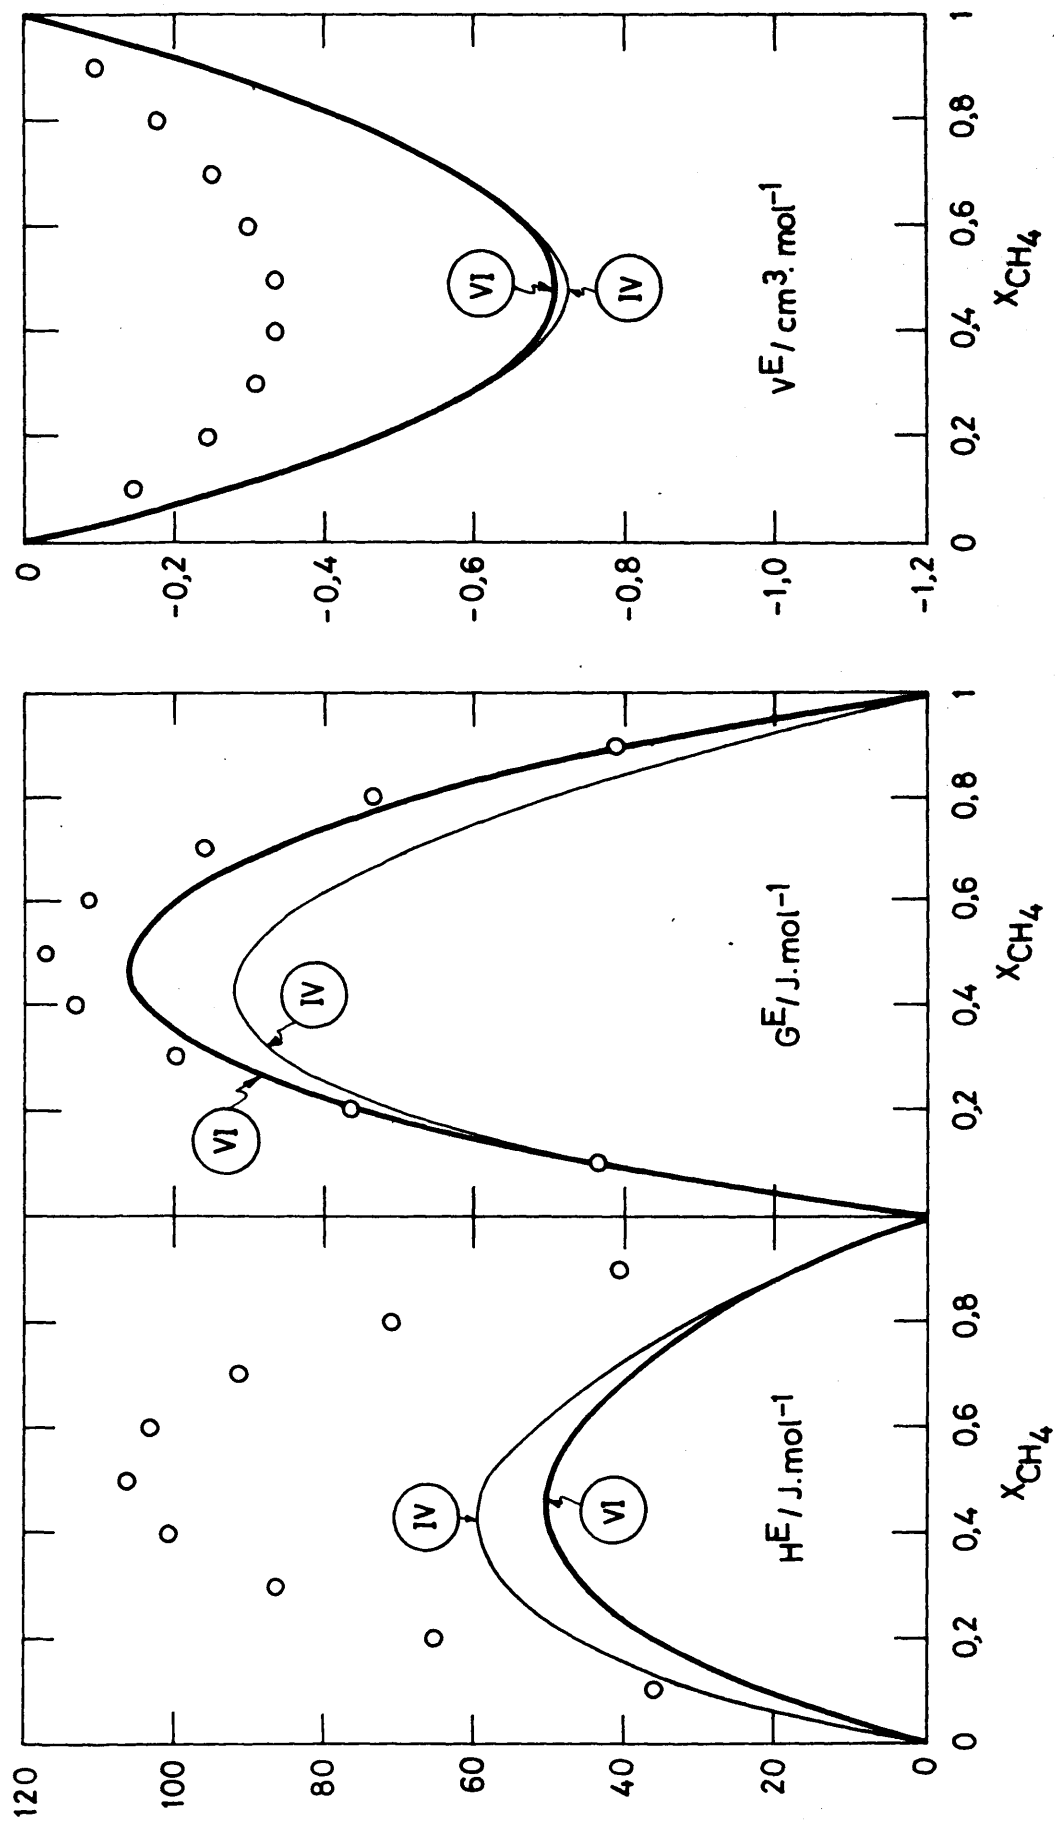 120
100
80
60
40
20
0
IV
VI
H^E / J.mol⁻¹
0 0,2 0,4 0,6 0,8
X_CH₄
VI
IV
G^E / J.mol⁻¹
0,2 0,4 0,6 0,8 1
X_CH₄
0
-0,2
-0,4
-0,6
-0,8
-1,0
-1,2
VI
IV
V^E / cm³. mol⁻¹
0 0,2 0,4 0,6 0,8 1
X_CH₄